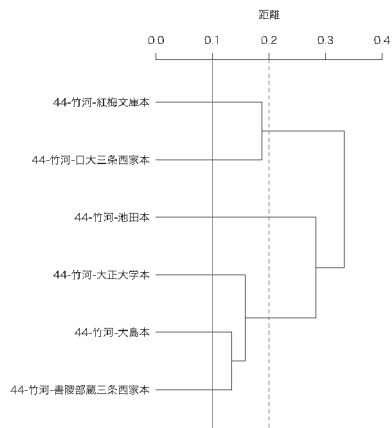 距離
0.0 0.1 0.2 0.3 0.4
44-竹河-紅梅文庫本
44-竹河-口大三条西家本
44-竹河-池田本
44-竹河-大正大学本
44-竹河-大島本
44-竹河-書陵部蔵三条西家本